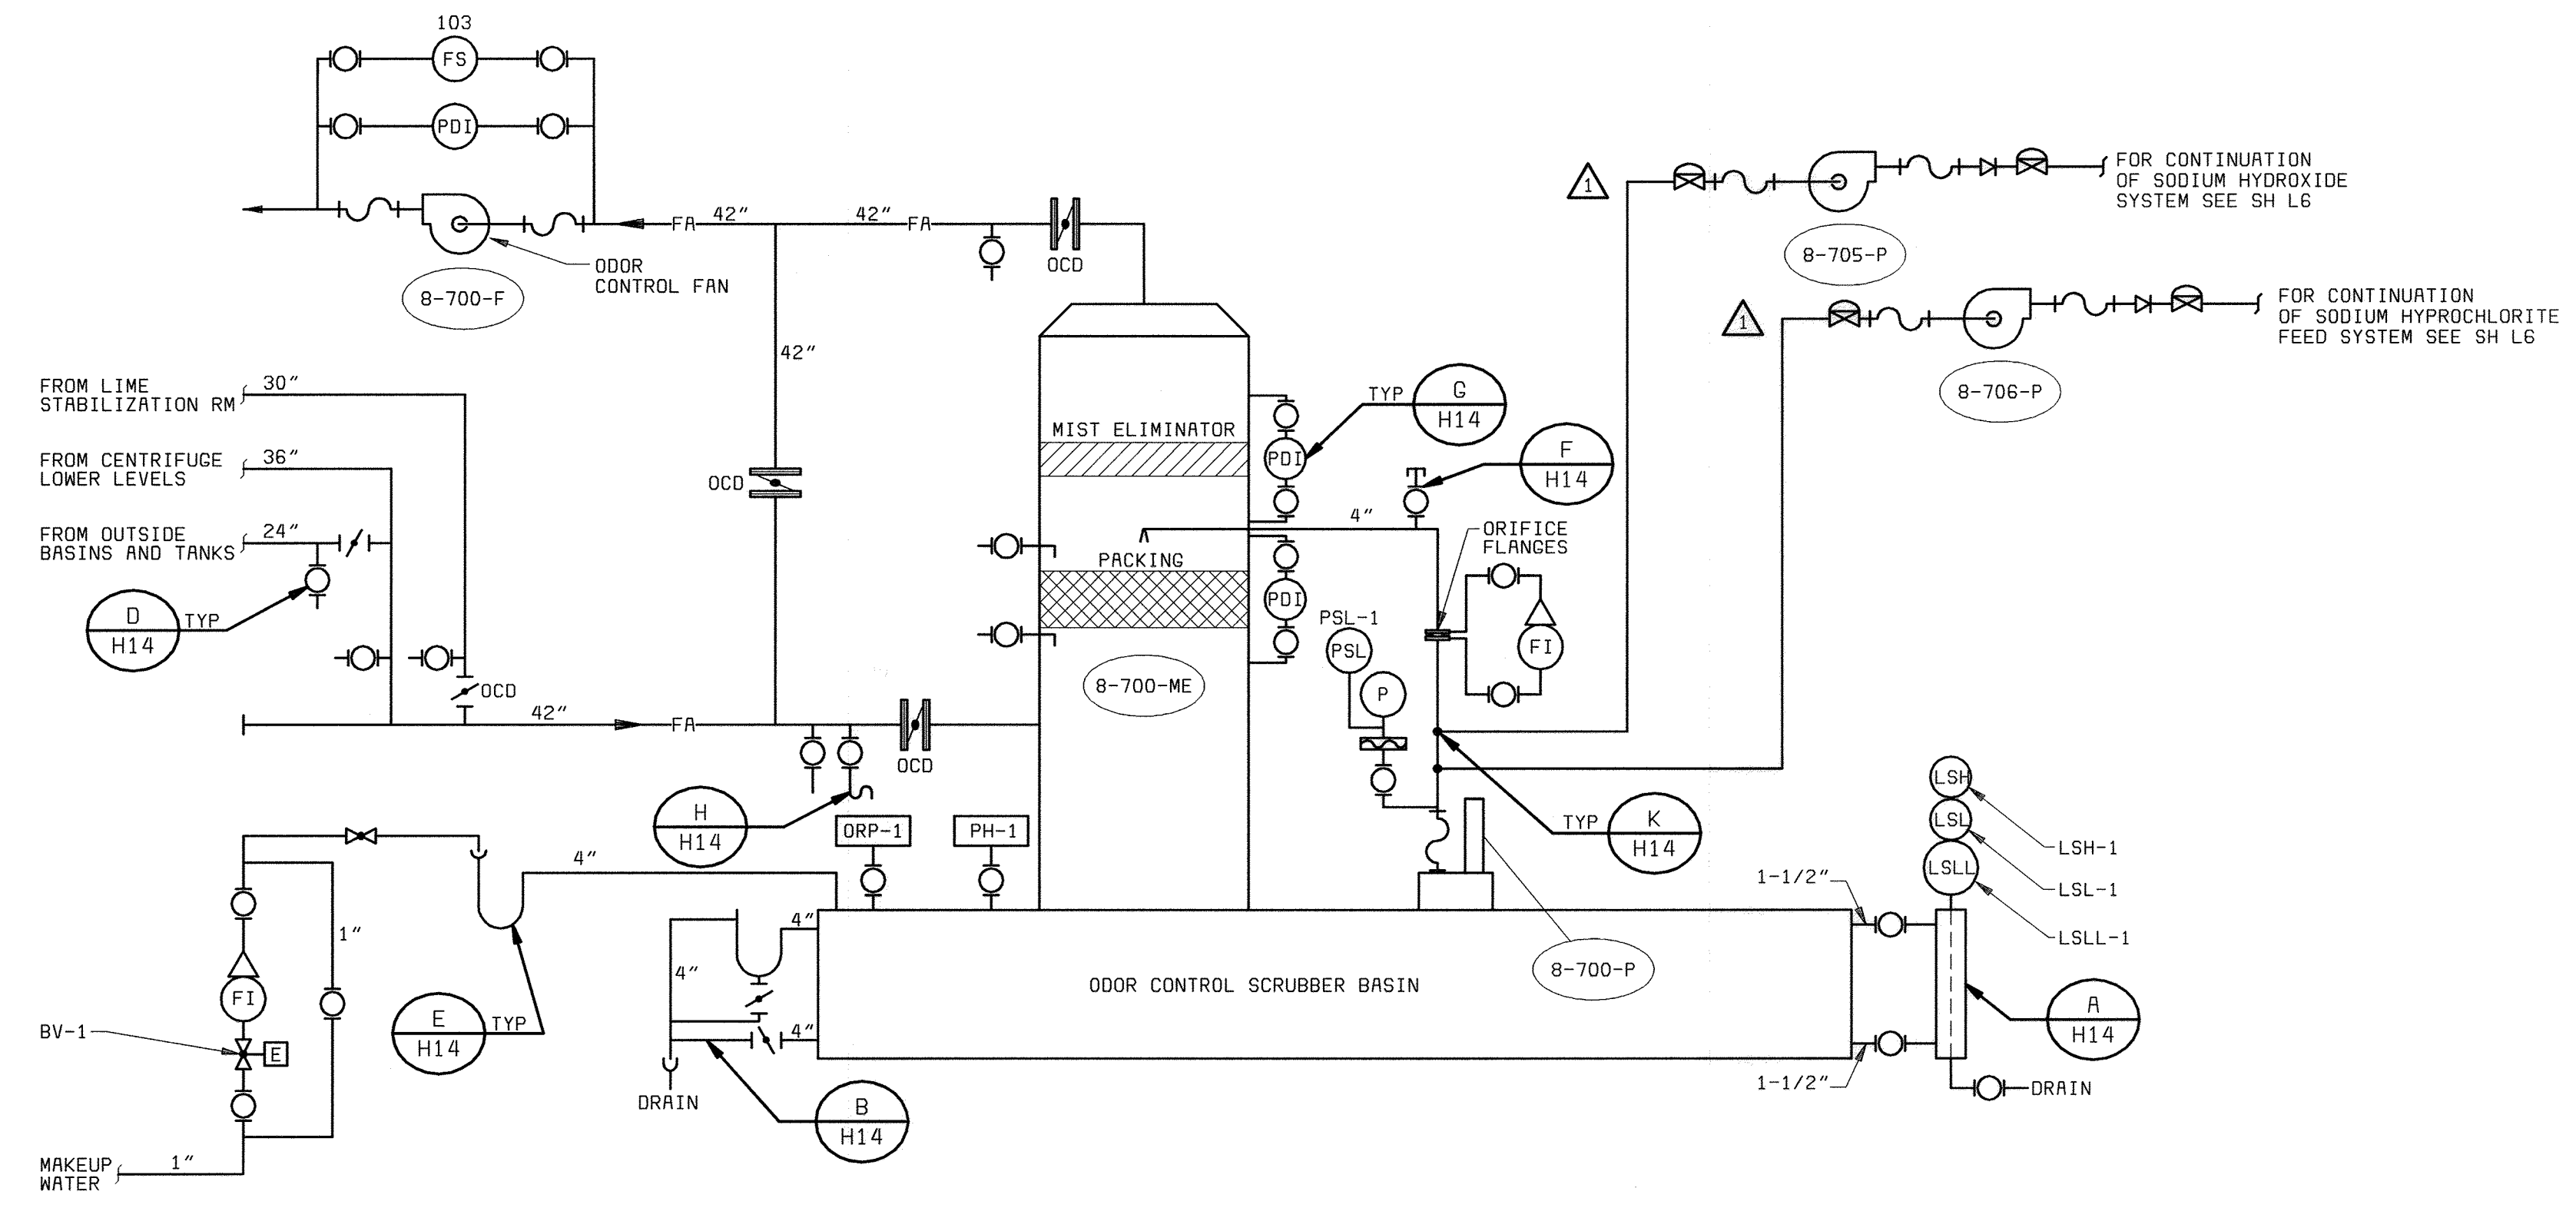 103
FS
PDI
42"
42"
FA
FA
OCD
ODOR
CONTROL FAN
8-700-F
1
8-705-P
FOR CONTINUATION
OF SODIUM HYDROXIDE
SYSTEM SEE SH L6
1
8-706-P
FOR CONTINUATION
OF SODIUM HYPROCHLORITE
FEED SYSTEM SEE SH L6
FROM LIME
STABILIZATION RM
30"
FROM CENTRIFUGE
LOWER LEVELS
36"
FROM OUTSIDE
BASINS AND TANKS
24"
D
H14
TYP
OCD
42"
FA
42"
OCD
OCD
MIST ELIMINATOR
PACKING
8-700-ME
PDI
TYP
G
H14
PDI
4"
F
H14
ORIFICE
FLANGES
FI
PSL-1
PSL
P
TYP
K
H14
H
H14
ORP-1
PH-1
4"
1"
FI
BV-1
E
MAKEUP
WATER
1"
E
H14
TYP
4"
4"
4"
DRAIN
B
H14
ODOR CONTROL SCRUBBER BASIN
8-700-P
1-1/2"
1-1/2"
LSH
LSL
LSLL
LSH-1
LSL-1
LSLL-1
A
H14
DRAIN